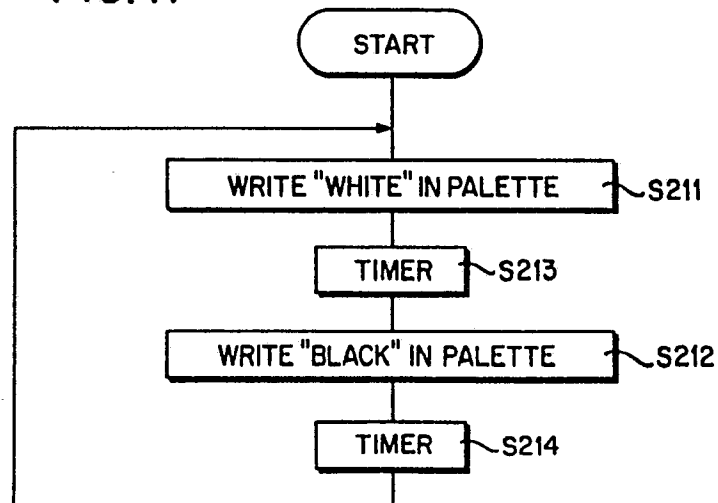 START
WRITE "WHITE" IN PALETTE S211
TIMER S213
WRITE "BLACK" IN PALETTE S212
TIMER S214